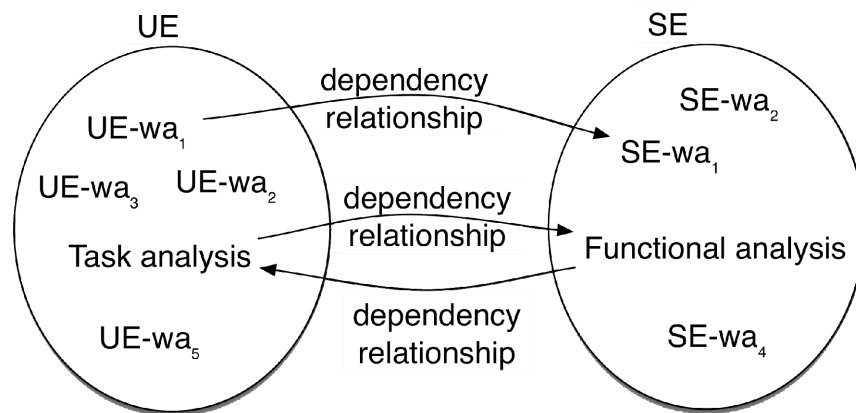 UE
SE
dependency
relationship
UE-wa₁
SE-wa₂
SE-wa₁
UE-wa₃
UE-wa₂
dependency
relationship
Task analysis
Functional analysis
dependency
relationship
UE-wa₅
SE-wa₄